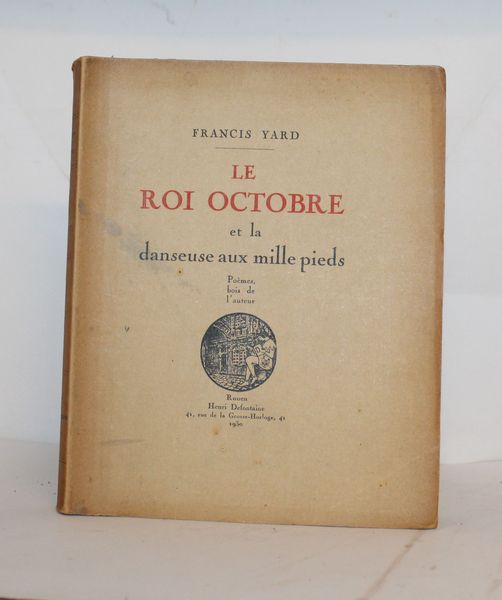 FRANCIS YARD
LE
ROI OCTOBRE
et la
danseuse aux mille pieds
Poèmes,
bois de
l'auteur
Rouen
Henri Defontaine
41, rue de la Grosse-Horloge, 41
1930